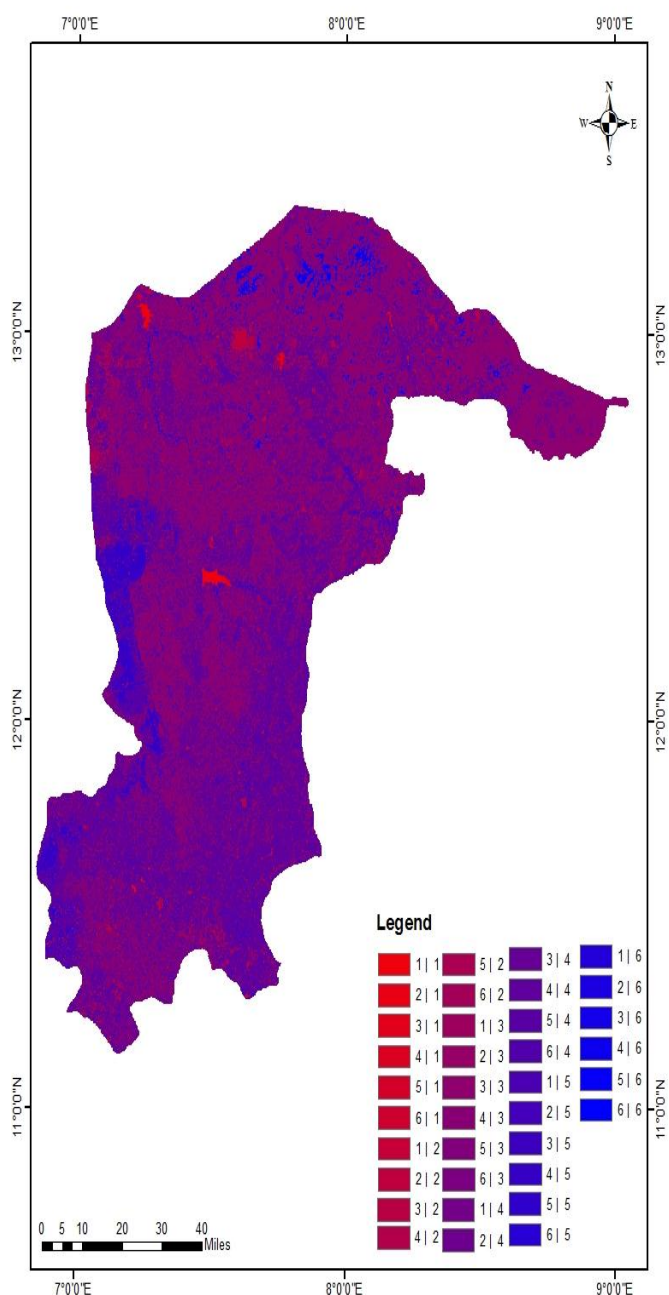 7°0'0"E 8°0'0"E 9°0'0"E
N
W E
S
13°0'0"N 13°0'0"N
12°0'0"N 12°0'0"N
11°0'0"N 11°0'0"N
Legend
1 | 1
2 | 1
3 | 1
4 | 1
5 | 1
6 | 1
1 | 2
2 | 2
3 | 2
4 | 2
5 | 2
6 | 2
1 | 3
2 | 3
3 | 3
4 | 3
5 | 3
6 | 3
1 | 4
2 | 4
3 | 4
4 | 4
5 | 4
6 | 4
1 | 5
2 | 5
3 | 5
4 | 5
5 | 5
6 | 5
1 | 6
2 | 6
3 | 6
4 | 6
5 | 6
6 | 6
0 5 10 20 30 40
Miles
7°0'0"E 8°0'0"E 9°0'0"E